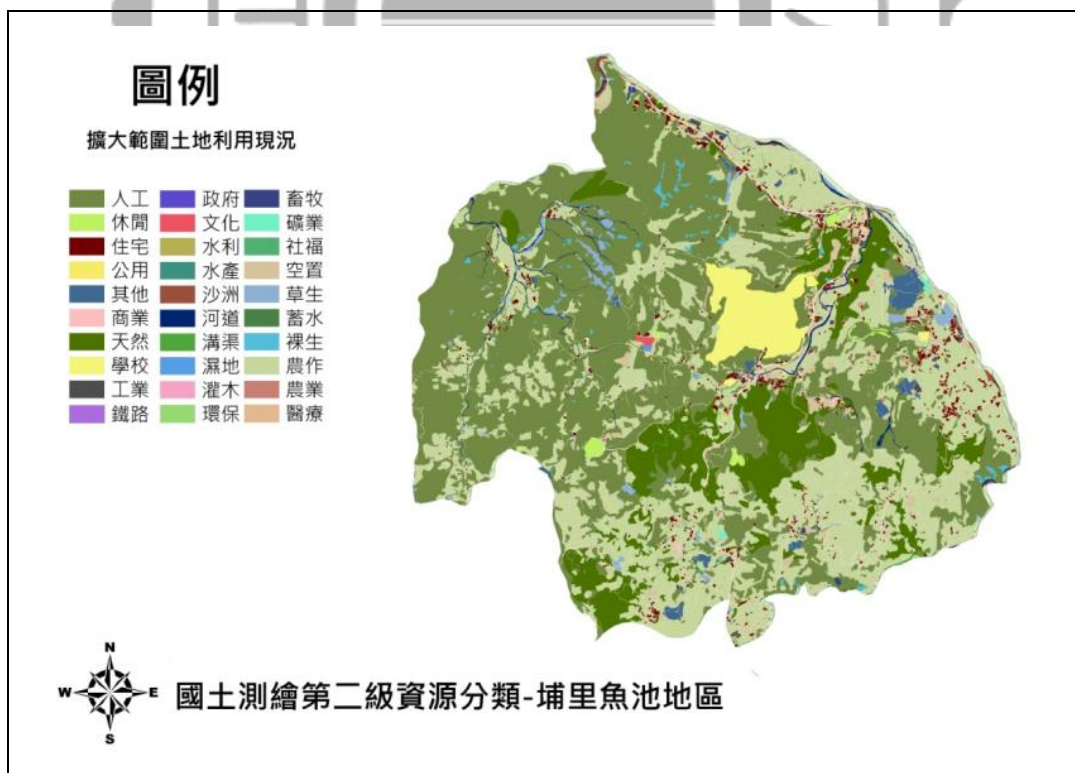 圖例
擴大範圍土地利用現況
人工 政府 畜牧
休閒 文化 礦業
住宅 水利 社福
公用 水產 空置
其他 沙洲 草生
商業 河道 蓄水
天然 溝渠 裸生
學校 濕地 農作
工業 灌木 農業
鐵路 環保 醫療
N
W E
S
國土測繪第二級資源分類-埔里魚池地區